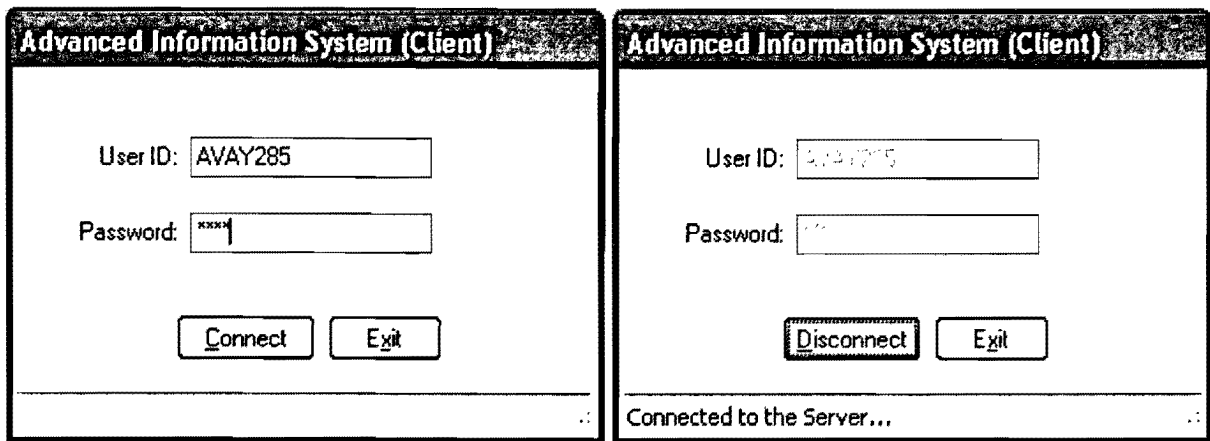 Advanced Information System (Client)
User ID: AVAY285
Password: ****
Connect Exit
Advanced Information System (Client)
User ID:
Password:
Disconnect Exit
Connected to the Server...